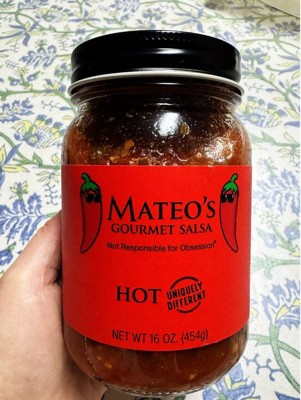 MATEO'S
GOURMET SALSA
Not Responsible for Obsession®
HOT
UNIQUELY
DIFFERENT
NET WT 16 OZ. (454g)